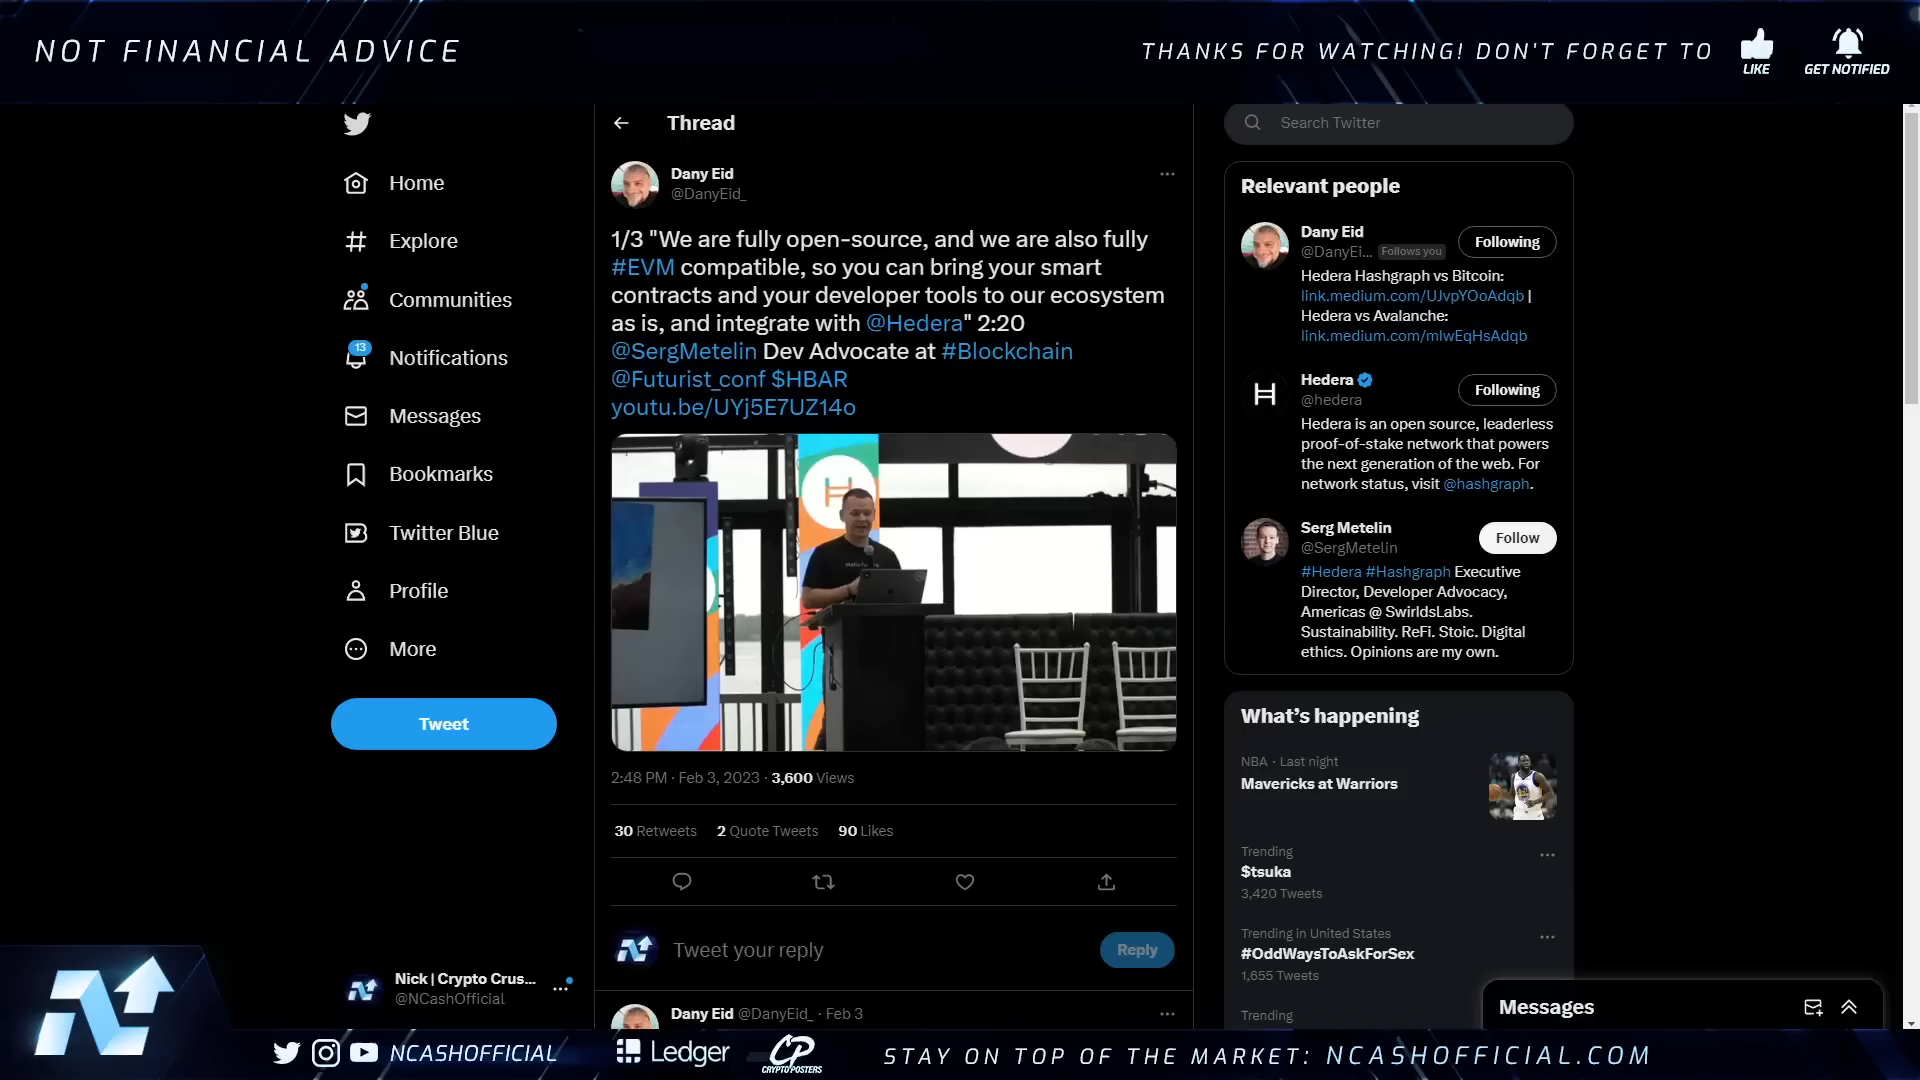 NOT FINANCIAL ADVICE
THANKS FOR WATCHING! DON'T FORGET TO
LIKE
GET NOTIFIED
Home
Explore
Communities
13
Notifications
Messages
Bookmarks
Twitter Blue
Profile
More
Tweet
Nick | Crypto Crus...
@NCashOfficial
Thread
Dany Eid
@DanyEid_
1/3 "We are fully open-source, and we are also fully
#EVM compatible, so you can bring your smart
contracts and your developer tools to our ecosystem
as is, and integrate with @Hedera" 2:20
@SergMetelin Dev Advocate at #Blockchain
@Futurist_conf $HBAR
youtu.be/UYj5E7UZ14o
2:48 PM · Feb 3, 2023 · 3,600 Views
30 Retweets 2 Quote Tweets 90 Likes
Tweet your reply
Reply
Dany Eid @DanyEid_ · Feb 3
Search Twitter
Relevant people
Dany Eid
@DanyEi... Follows you
Following
Hedera Hashgraph vs Bitcoin:
link.medium.com/UJvpYOoAdqb |
Hedera vs Avalanche:
link.medium.com/mIwEqHsAdqb
Hedera
@hedera
Following
Hedera is an open source, leaderless
proof-of-stake network that powers
the next generation of the web. For
network status, visit @hashgraph.
Serg Metelin
@SergMetelin
Follow
#Hedera #Hashgraph Executive
Director, Developer Advocacy,
Americas @ SwirldsLabs.
Sustainability. ReFi. Stoic. Digital
ethics. Opinions are my own.
What's happening
NBA · Last night
Mavericks at Warriors
Trending
$tsuka
3,420 Tweets
Trending in United States
#OddWaysToAskForSex
1,655 Tweets
Trending
Messages
NCASHOFFICIAL
Ledger
CP
CRYPTO POSTERS
STAY ON TOP OF THE MARKET: NCASHOFFICIAL.COM